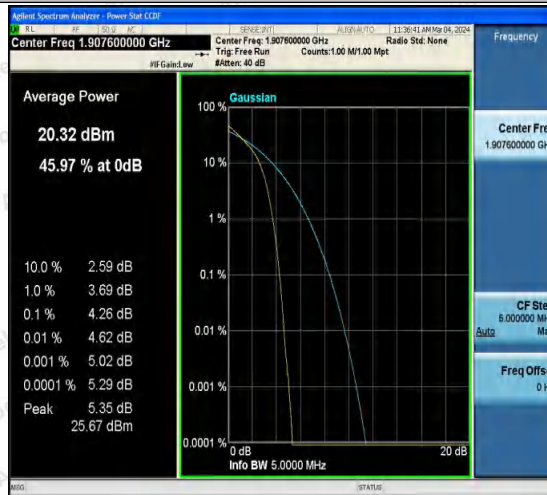 Agilent Spectrum Analyzer - Power Stat CCDF
RL RF 50 Ω AC SENSE:INT ALIGN AUTO 11:36:41 AM Mar 04, 2024
Center Freq 1.907600000 GHz
Center Freq: 1.907600000 GHz Radio Std: None
Trig: Free Run Counts:1.00 M/1.00 Mpt
#IFGain:Low #Atten: 40 dB
Frequency
Average Power
20.32 dBm
45.97 % at 0dB
10.0 % 2.59 dB
1.0 % 3.69 dB
0.1 % 4.26 dB
0.01 % 4.62 dB
0.001 % 5.02 dB
0.0001 % 5.29 dB
Peak 5.35 dB
25.67 dBm
Gaussian
100 %
10 %
1 %
0.1 %
0.01 %
0.001 %
0.0001 %
0 dB 20 dB
Info BW 5.0000 MHz
Center Fre
1.907600000 GH
CF Ste
5.000000 MH
Auto Ma
Freq Offs
0 H
MSG STATUS